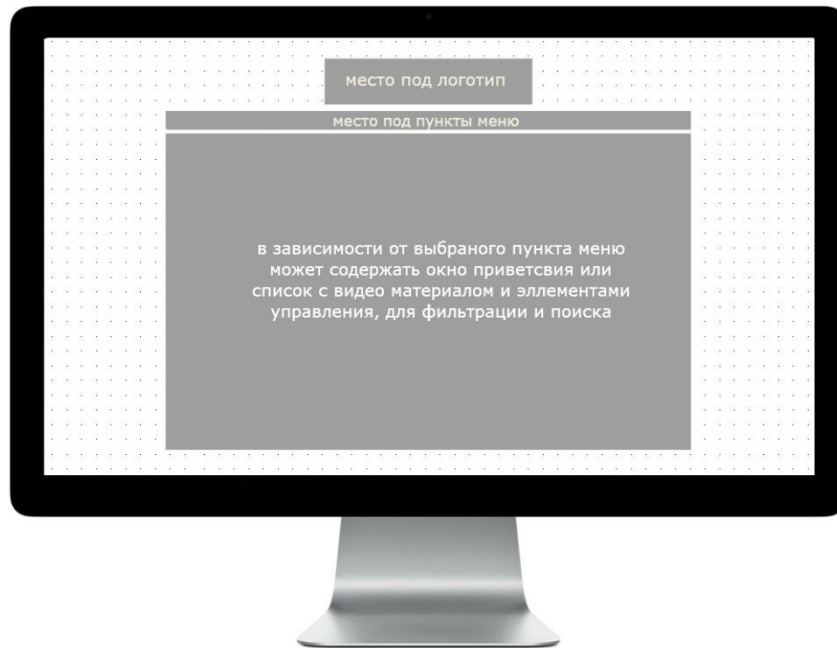 место под логотип
место под пункты меню
в зависимости от выбраного пункта меню
может содержать окно приветсвия или
список с видео материалом и эллементами
управления, для фильтрации и поиска